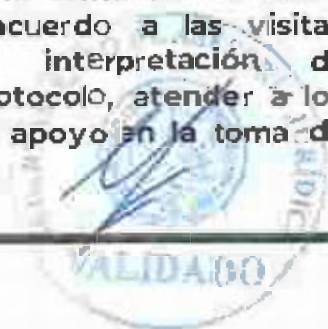 acuerdo a las visita
interpretación d
otocolo, atender a lo
apoyo en la toma d
VALIDADO